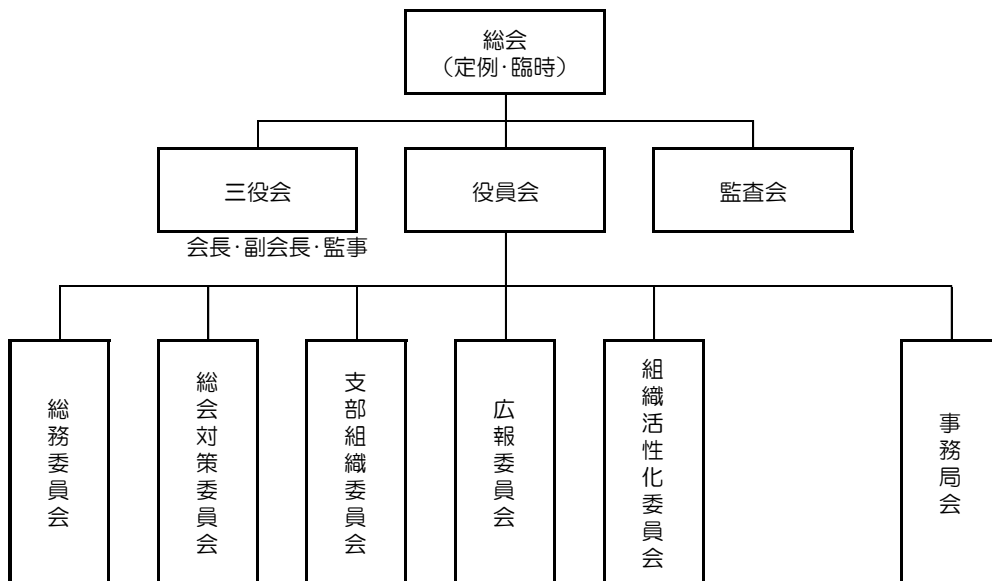 総会
（定例・臨時）
三役会
役員会
監査会
会長・副会長・監事
総務委員会
総会対策委員会
支部組織委員会
広報委員会
組織活性化委員会
事務局会